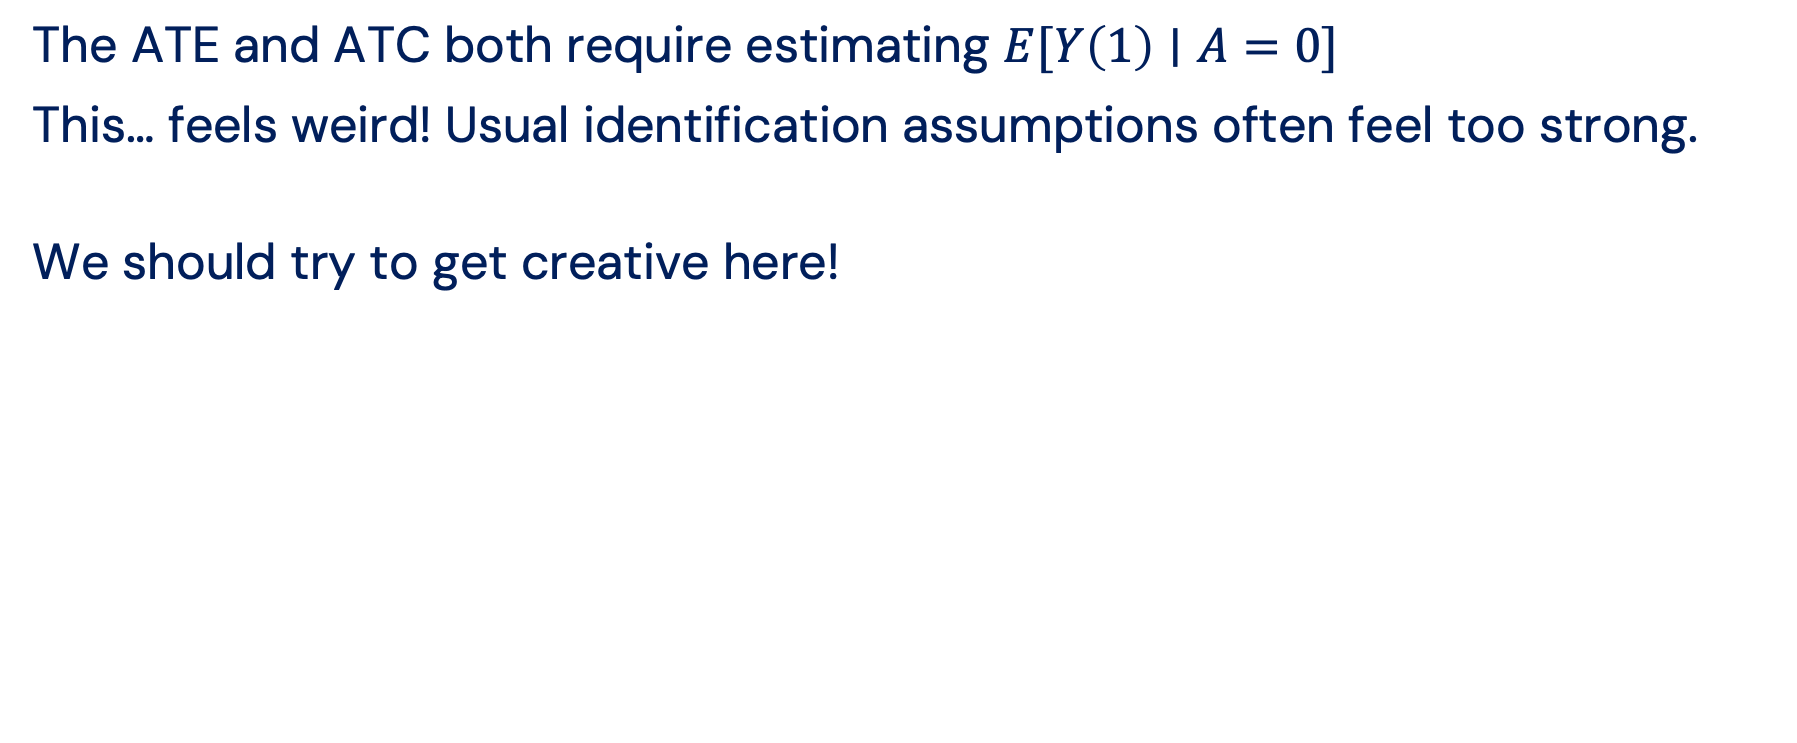 The ATE and ATC both require estimating E[Y(1) | A = 0]
This... feels weird! Usual identification assumptions often feel too strong.
We should try to get creative here!